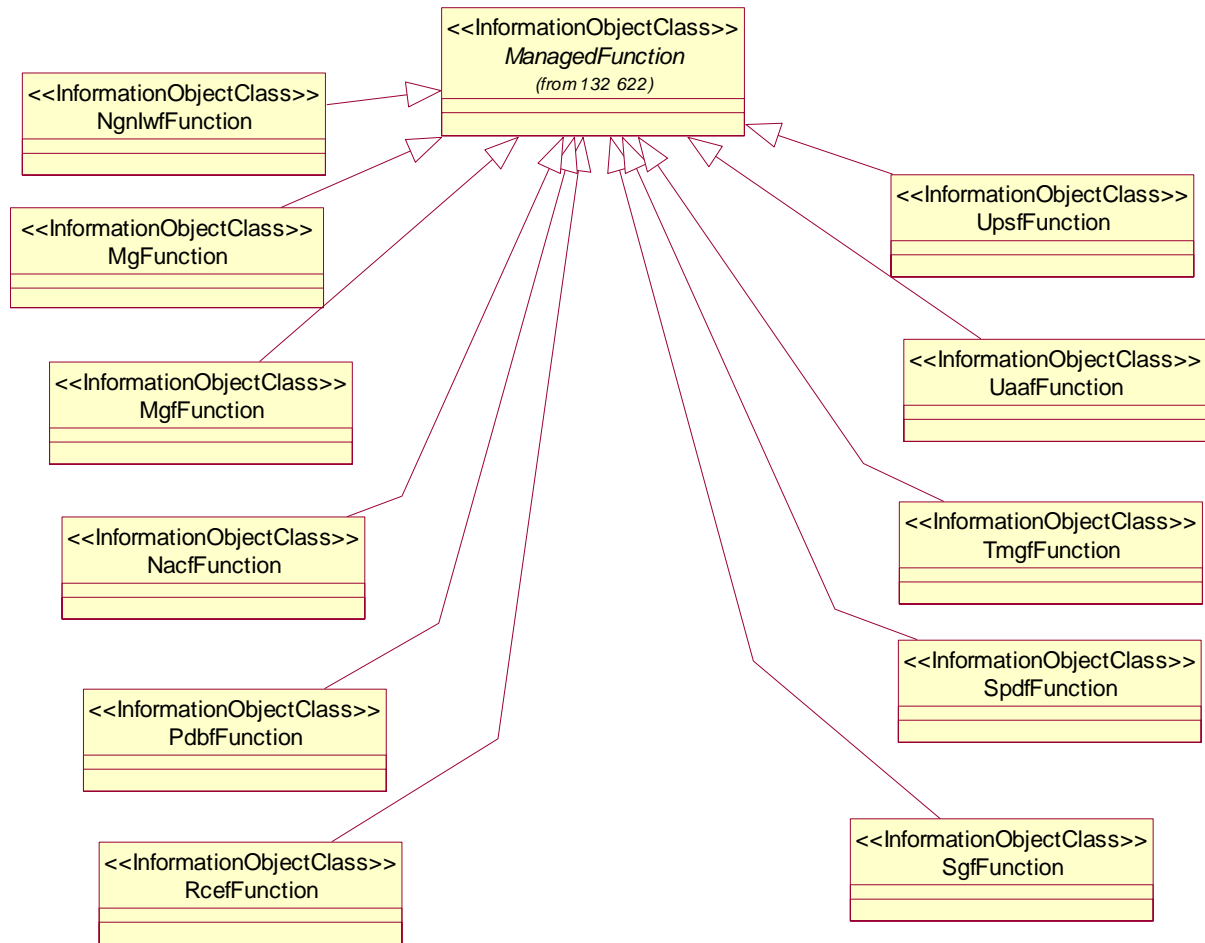 <<InformationObjectClass>>
ManagedFunction
(from 132 622)
<<InformationObjectClass>>
NgnIwfFunction
<<InformationObjectClass>>
MgFunction
<<InformationObjectClass>>
MgfFunction
<<InformationObjectClass>>
NacfFunction
<<InformationObjectClass>>
PdbfFunction
<<InformationObjectClass>>
RcefFunction
<<InformationObjectClass>>
UpsfFunction
<<InformationObjectClass>>
UaafFunction
<<InformationObjectClass>>
TmgfFunction
<<InformationObjectClass>>
SpdfFunction
<<InformationObjectClass>>
SgfFunction